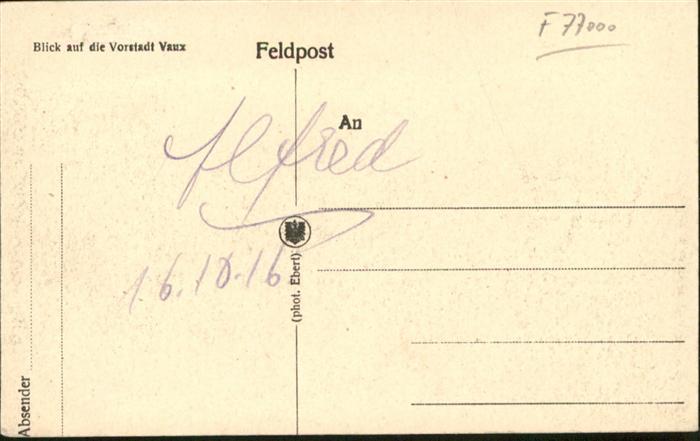 F 77000
Blick auf die Vorstadt Vaux
Feldpost
An
Alfred
16.10.16
(phot. Ebert)
Absender